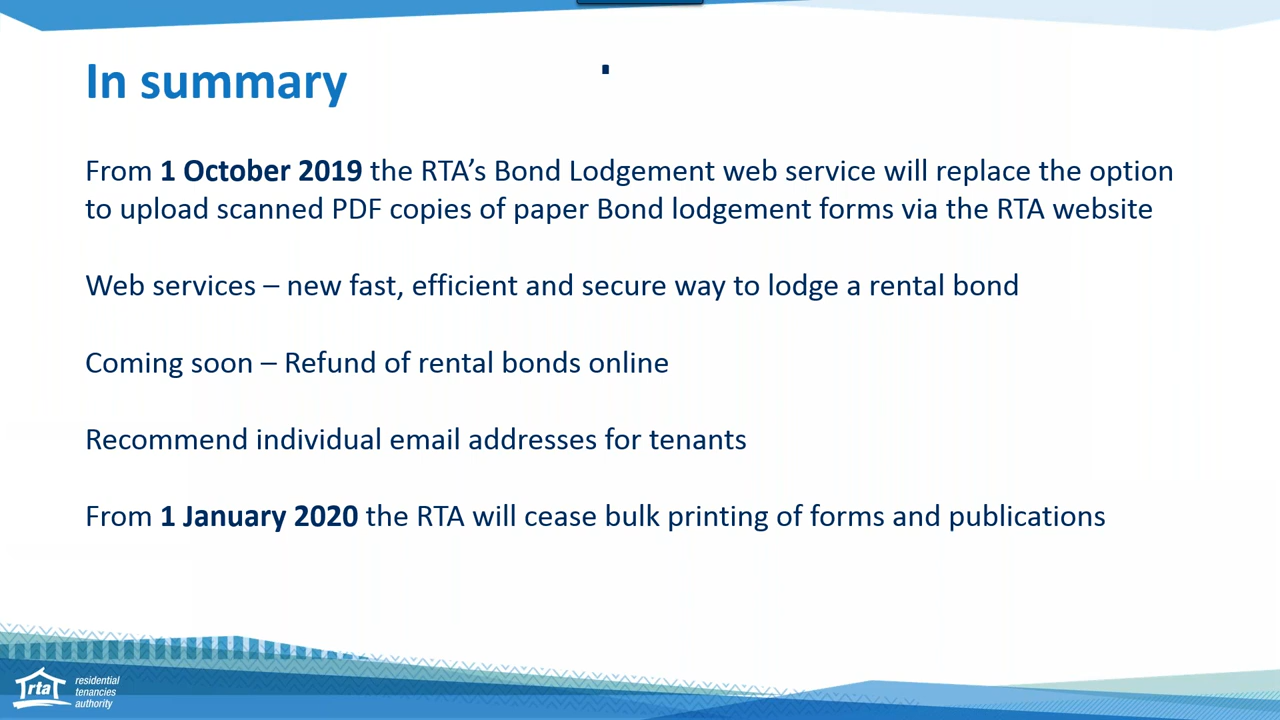 In summary
From 1 October 2019 the RTA’s Bond Lodgement web service will replace the option
to upload scanned PDF copies of paper Bond lodgement forms via the RTA website
Web services – new fast, efficient and secure way to lodge a rental bond
Coming soon – Refund of rental bonds online
Recommend individual email addresses for tenants
From 1 January 2020 the RTA will cease bulk printing of forms and publications
rta
residential
tenancies
authority